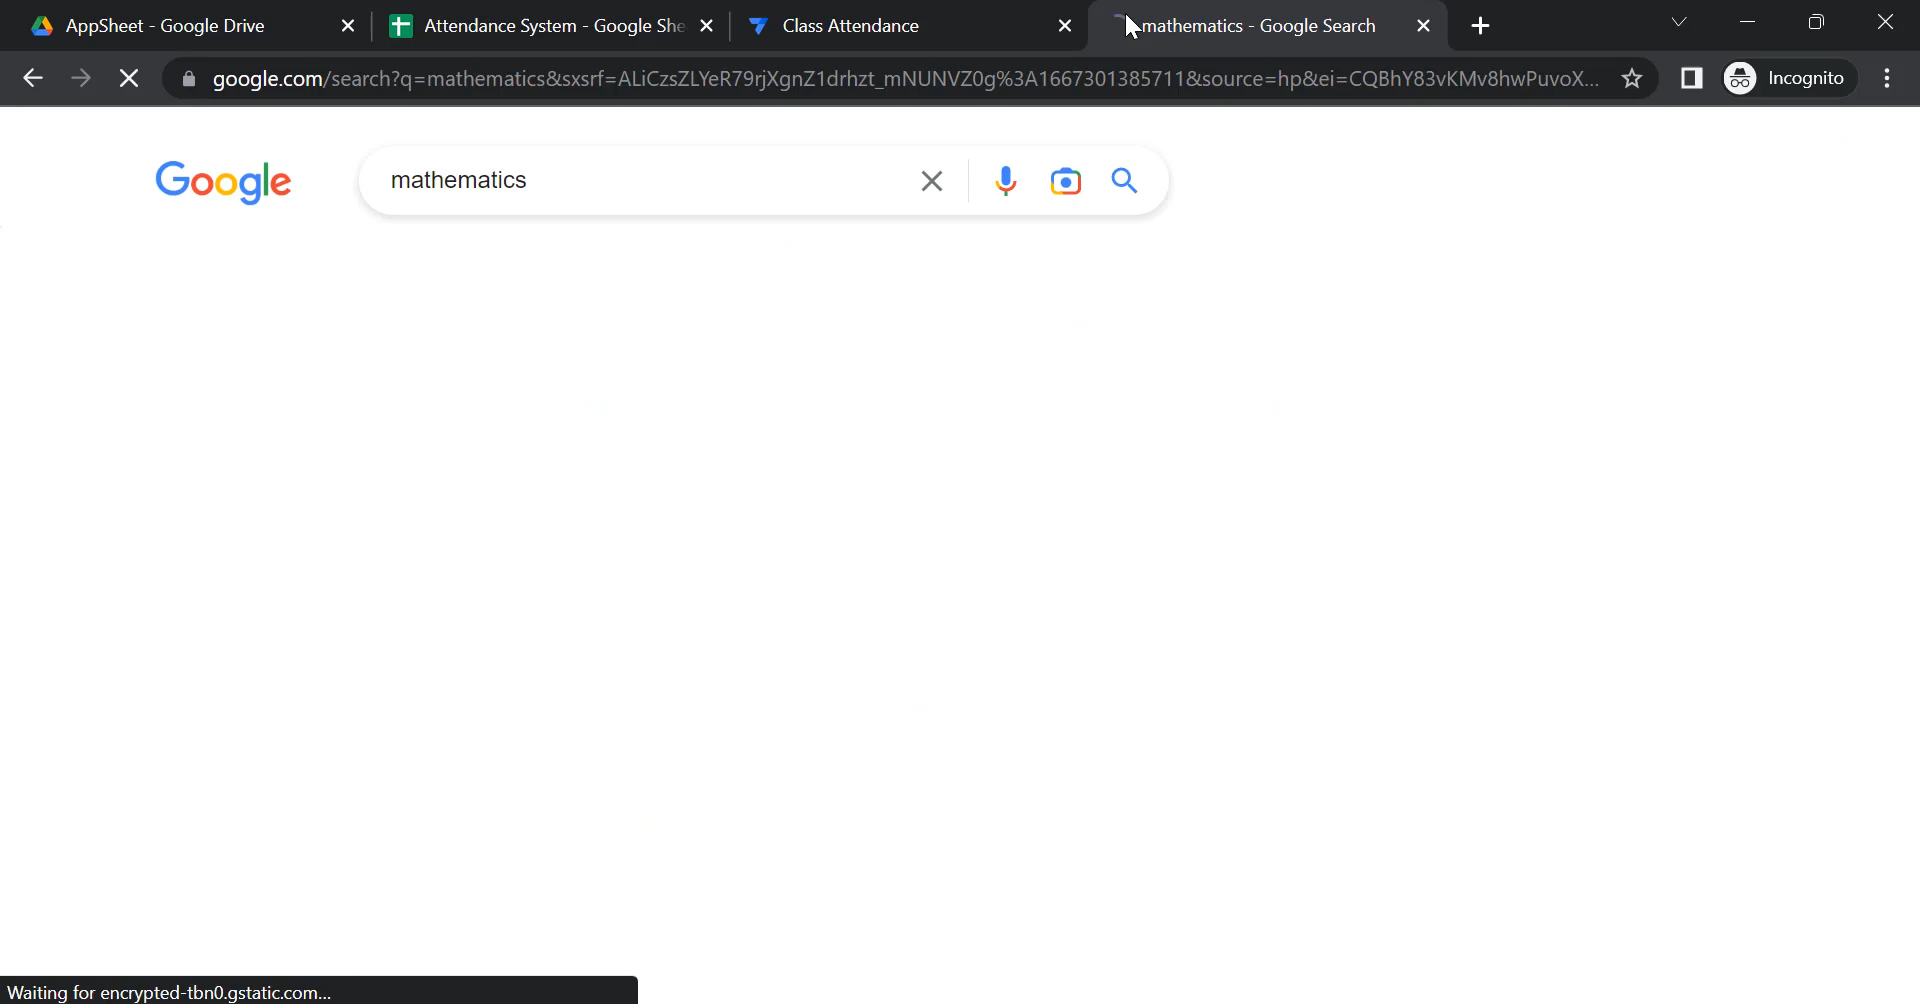 AppSheet - Google Drive
Attendance System - Google She
Class Attendance
mathematics - Google Search
google.com/search?q=mathematics&sxsrf=ALiCzsZLYeR79rjXgnZ1drhzt_mNUNVZ0g%3A1667301385711&source=hp&ei=CQBhY83vKMv8hwPuvoX...
Incognito
Google
mathematics
Waiting for encrypted-tbn0.gstatic.com...